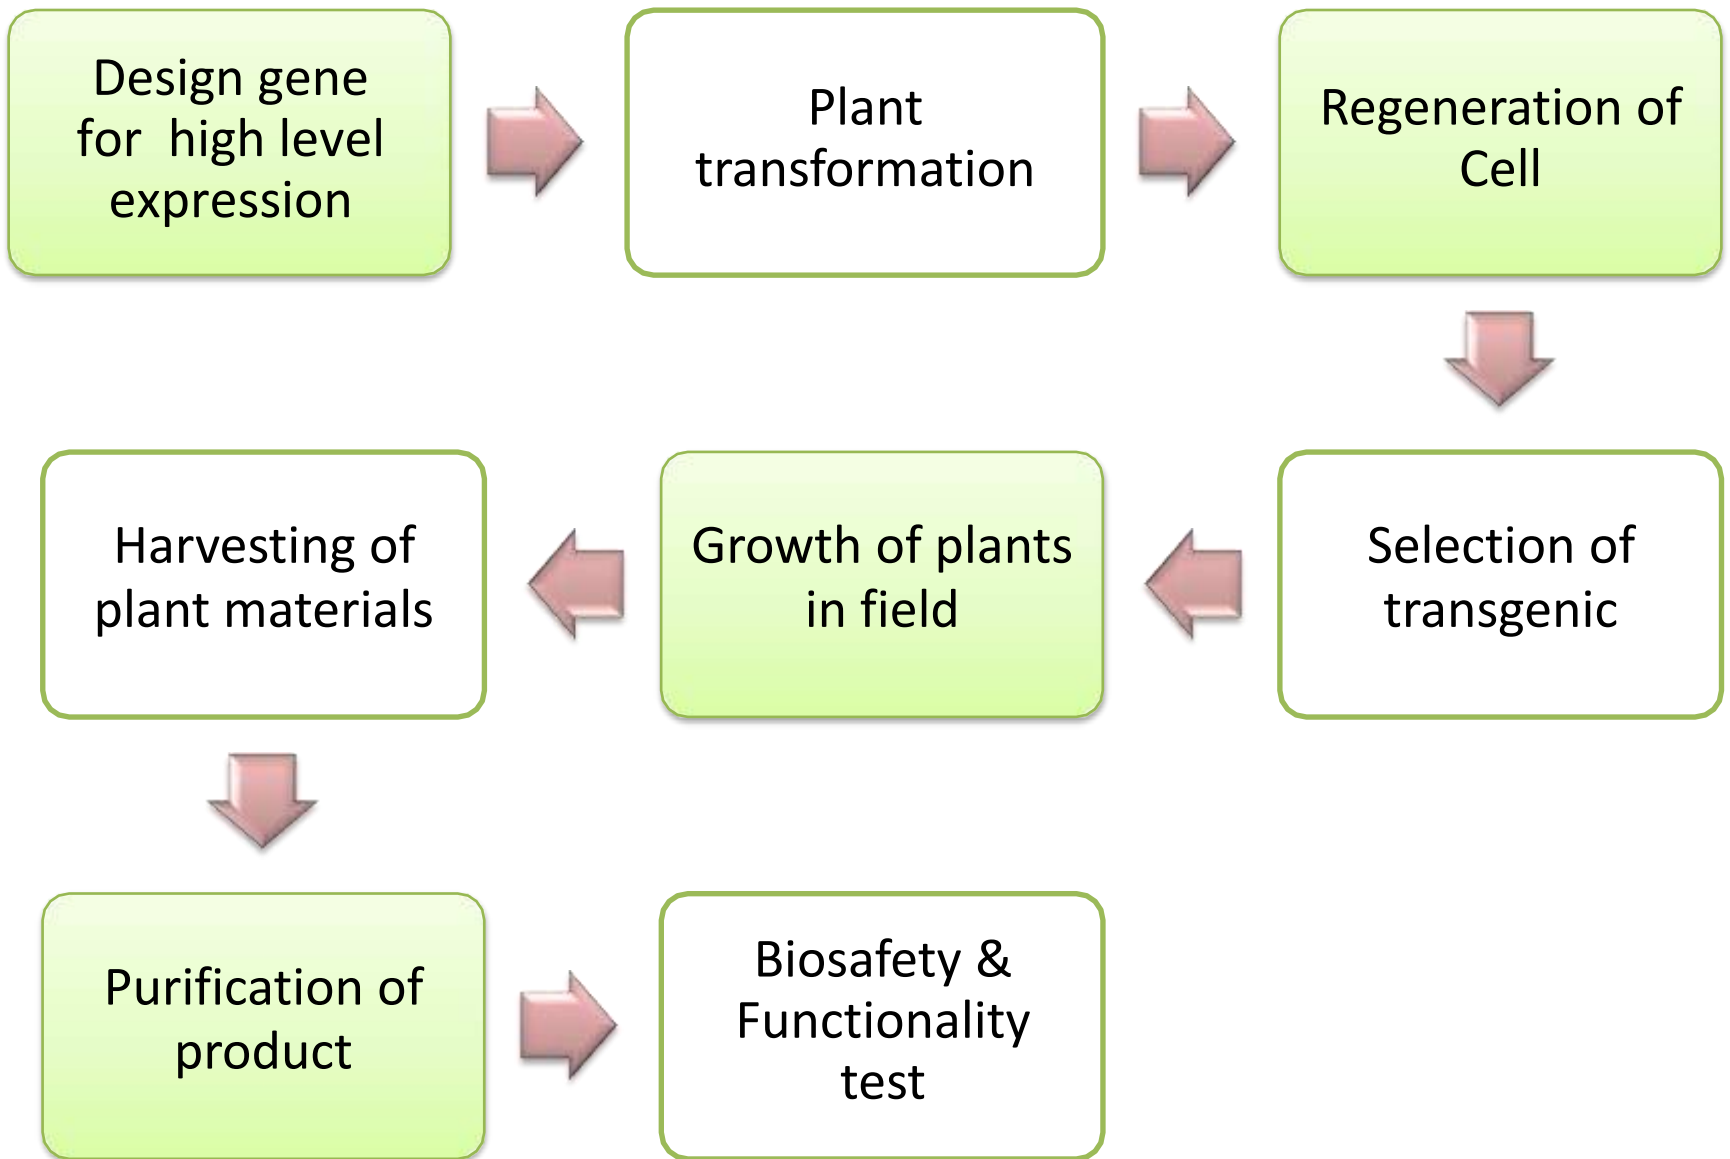 Design gene
for  high level
expression
Plant
transformation
Regeneration of
Cell
Selection of
transgenic
Growth of plants
in field
Harvesting of
plant materials
Purification of
product
Biosafety &
Functionality
test